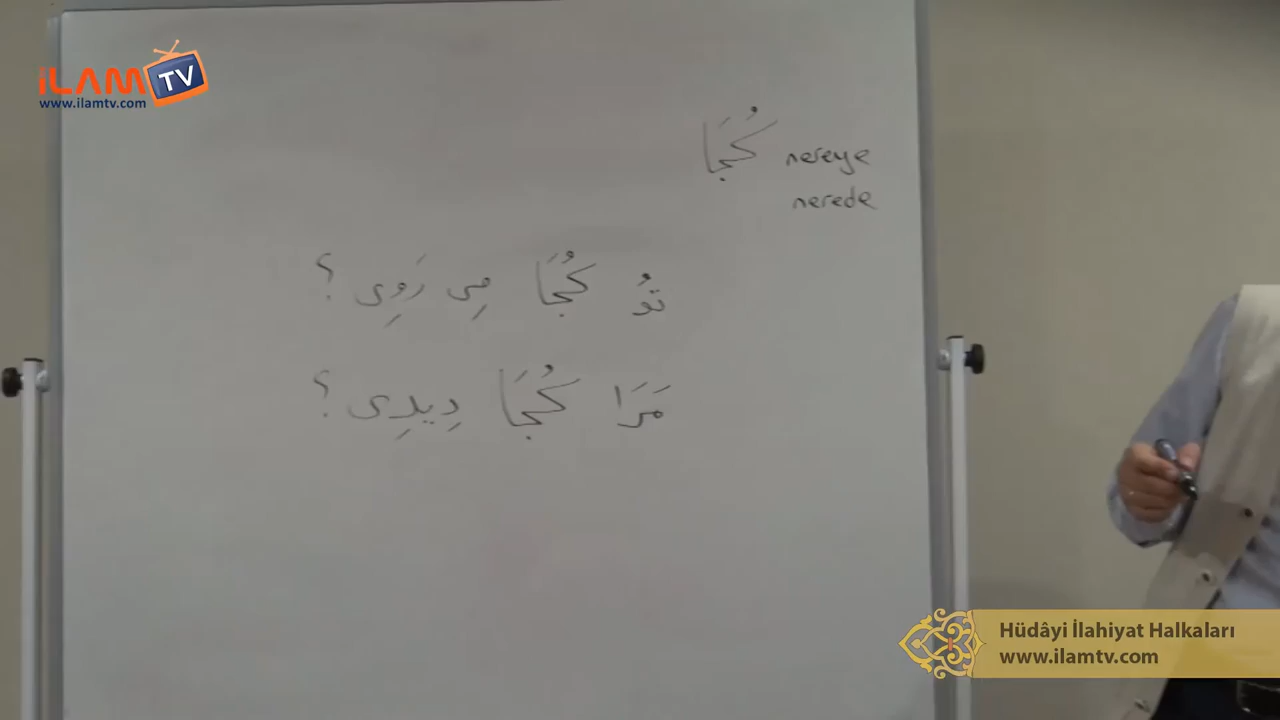 iLAM TV
www.ilamtv.com
كُجَا nereye
nerede
تُو كُجَا مِی رَوِی ؟
مَرَا كُجَا دِیدِی ؟
Hüdâyi İlahiyat Halkaları
www.ilamtv.com